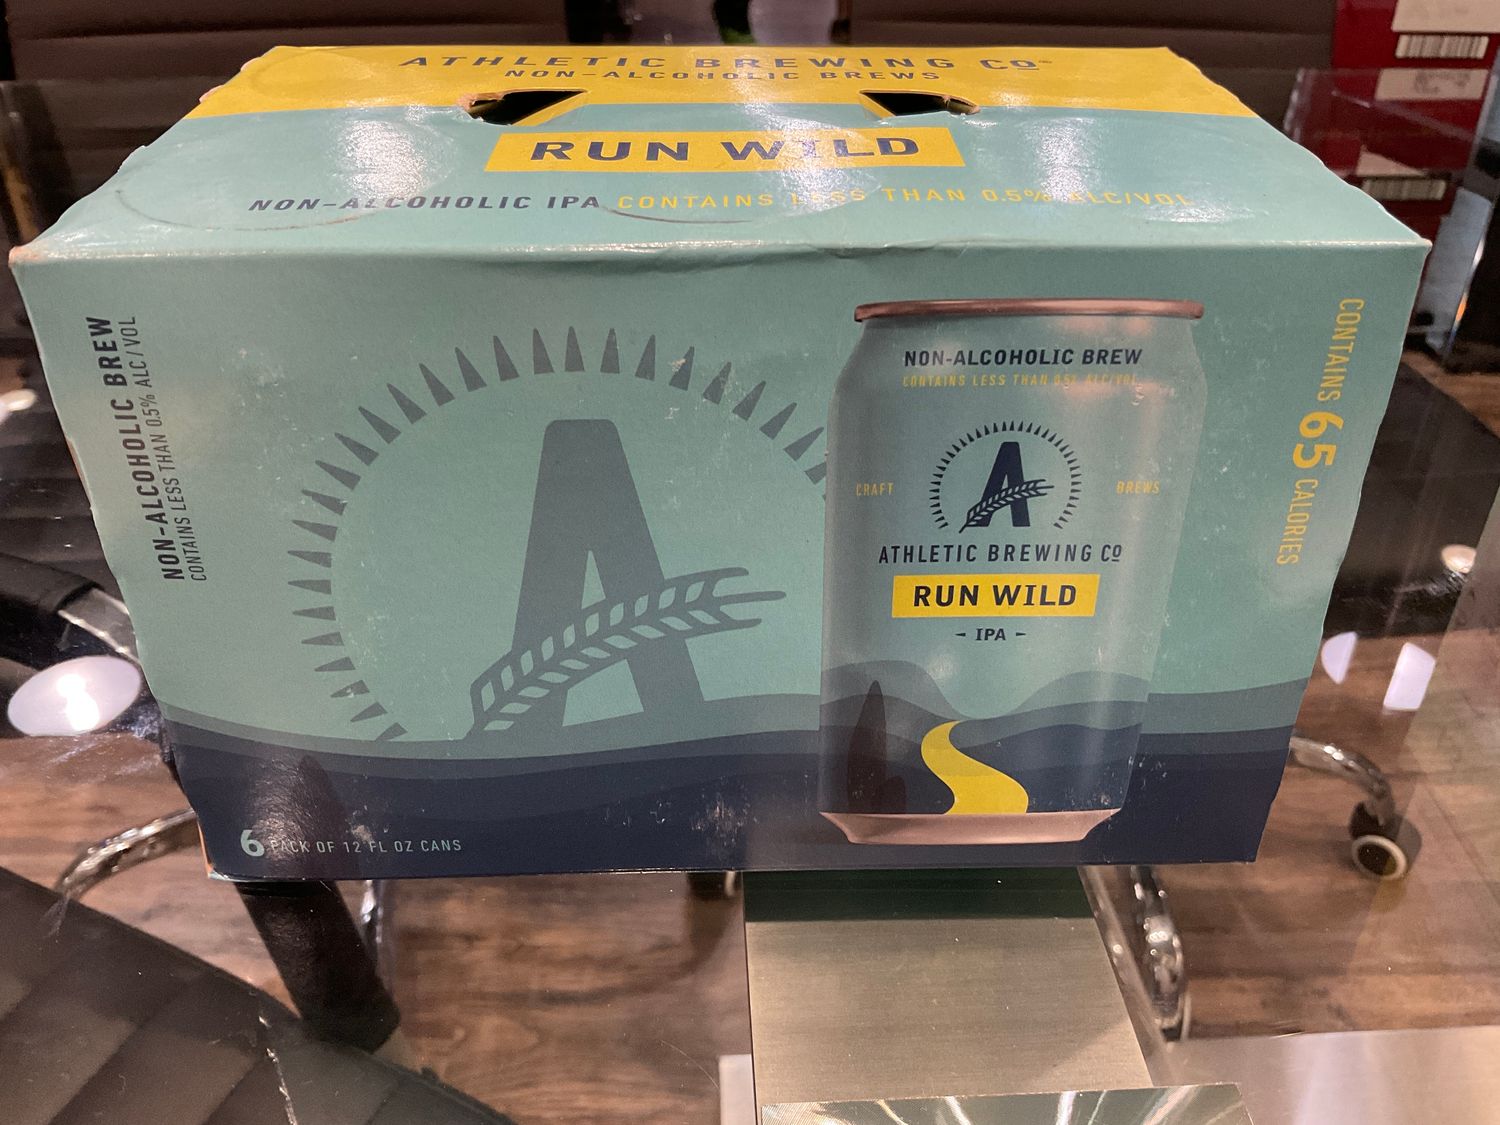 ATHLETIC BREWING Cº
NON-ALCOHOLIC BREWS
RUN WILD
NON-ALCOHOLIC IPA CONTAINS LESS THAN 0.5% ALC/VOL
NON-ALCOHOLIC BREW
CONTAINS LESS THAN 0.5% ALC/VOL
NON-ALCOHOLIC BREW
CONTAINS LESS THAN 0.5% ALC/VOL
A
A
CRAFT BREWS
ATHLETIC BREWING Cº
RUN WILD
- IPA -
CONTAINS 65 CALORIES
6 PACK OF 12 FL OZ CANS